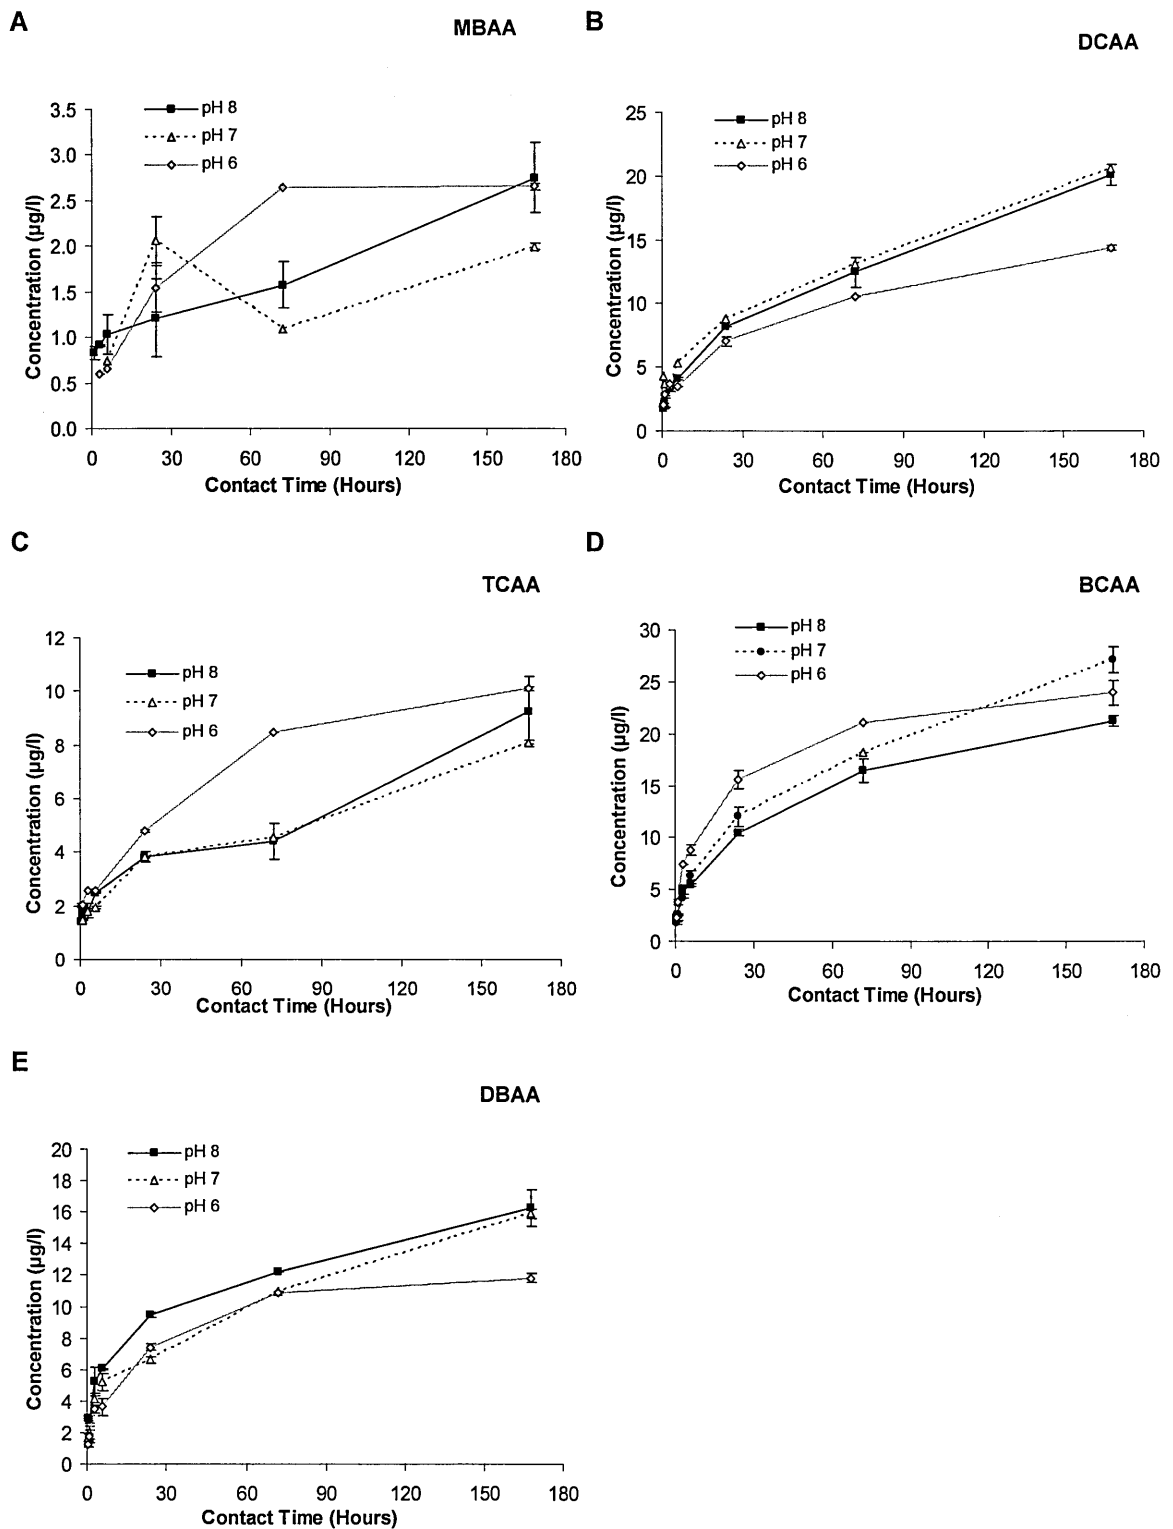 A
MBAA
Concentration (µg/l)
3.5
3.0
2.5
2.0
1.5
1.0
0.5
0.0
pH 8
pH 7
pH 6
0 30 60 90 120 150 180
Contact Time (Hours)
B
DCAA
Concentration (µg/l)
25
20
15
10
5
0
pH 8
pH 7
pH 6
0 30 60 90 120 150 180
Contact Time (Hours)
C
TCAA
Concentration (µg/l)
12
10
8
6
4
2
0
pH 8
pH 7
pH 6
0 30 60 90 120 150 180
Contact Time (Hours)
D
BCAA
Concentration (µg/l)
30
25
20
15
10
5
0
pH 8
pH 7
pH 6
0 30 60 90 120 150 180
Contact Time (Hours)
E
DBAA
Concentration (µg/l)
20
18
16
14
12
10
8
6
4
2
0
pH 8
pH 7
pH 6
0 30 60 90 120 150 180
Contact Time (Hours)